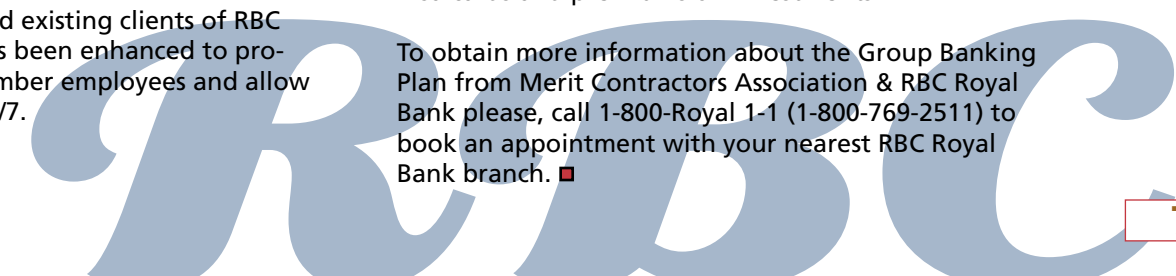 d existing clients of RBC
s been enhanced to pro-
mber employees and allow
/7.
To obtain more information about the Group Banking
Plan from Merit Contractors Association & RBC Royal
Bank please, call 1-800-Royal 1-1 (1-800-769-2511) to
book an appointment with your nearest RBC Royal
Bank branch.
RBC